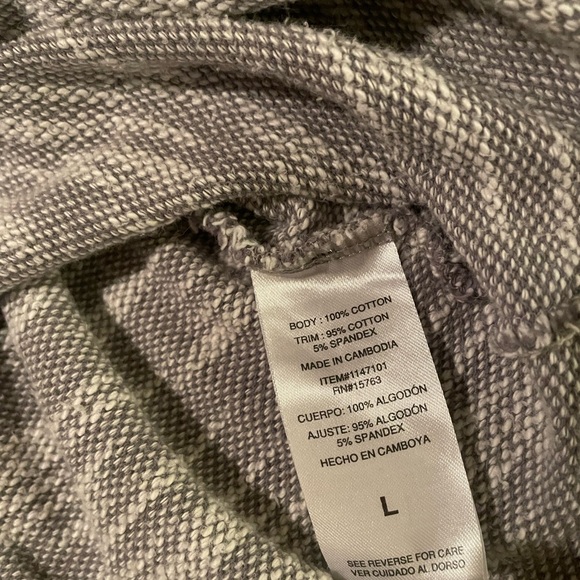 BODY : 100% COTTON
TRIM : 95% COTTON
5% SPANDEX
MADE IN CAMBODIA
ITEM#1147101
RN#15763
CUERPO: 100% ALGODÓN
AJUSTE: 95% ALGODÓN
5% SPANDEX
HECHO EN CAMBOYA
L
SEE REVERSE FOR CARE
VER CUIDADO AL DORSO